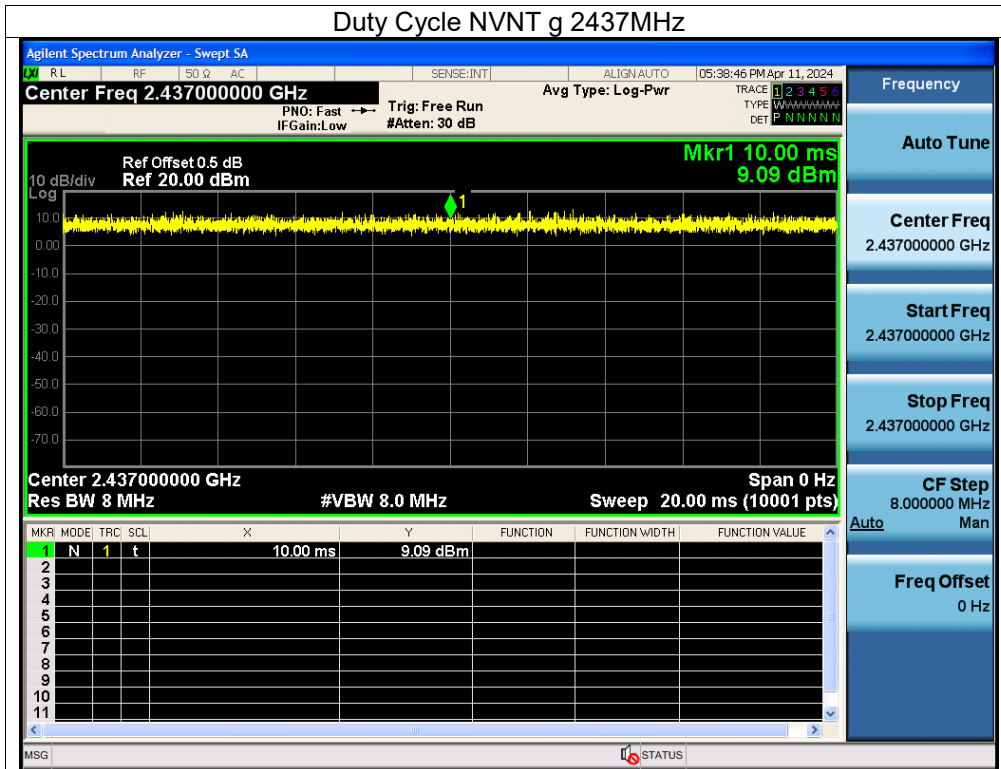 Duty Cycle NVNT g 2437MHz
Agilent Spectrum Analyzer - Swept SA
LXI RL RF 50 Ω AC SENSE:INT ALIGN AUTO 05:38:46 PM Apr 11, 2024
Center Freq 2.437000000 GHz Avg Type: Log-Pwr TRACE 1 2 3 4 5 6
PNO: Fast Trig: Free Run TYPE WWWWWW
IFGain:Low #Atten: 30 dB DET P N N N N N
Mkr1 10.00 ms
9.09 dBm
Ref Offset 0.5 dB
10 dB/div Ref 20.00 dBm
Log
1
10.0
0.00
-10.0
-20.0
-30.0
-40.0
-50.0
-60.0
-70.0
Center 2.437000000 GHz Span 0 Hz
Res BW 8 MHz #VBW 8.0 MHz Sweep 20.00 ms (10001 pts)
MKR MODE TRC SCL X Y FUNCTION FUNCTION WIDTH FUNCTION VALUE
1 N 1 t 10.00 ms 9.09 dBm
2
3
4
5
6
7
8
9
10
11
MSG STATUS
Frequency
Auto Tune
Center Freq
2.437000000 GHz
Start Freq
2.437000000 GHz
Stop Freq
2.437000000 GHz
CF Step
8.000000 MHz
Auto Man
Freq Offset
0 Hz